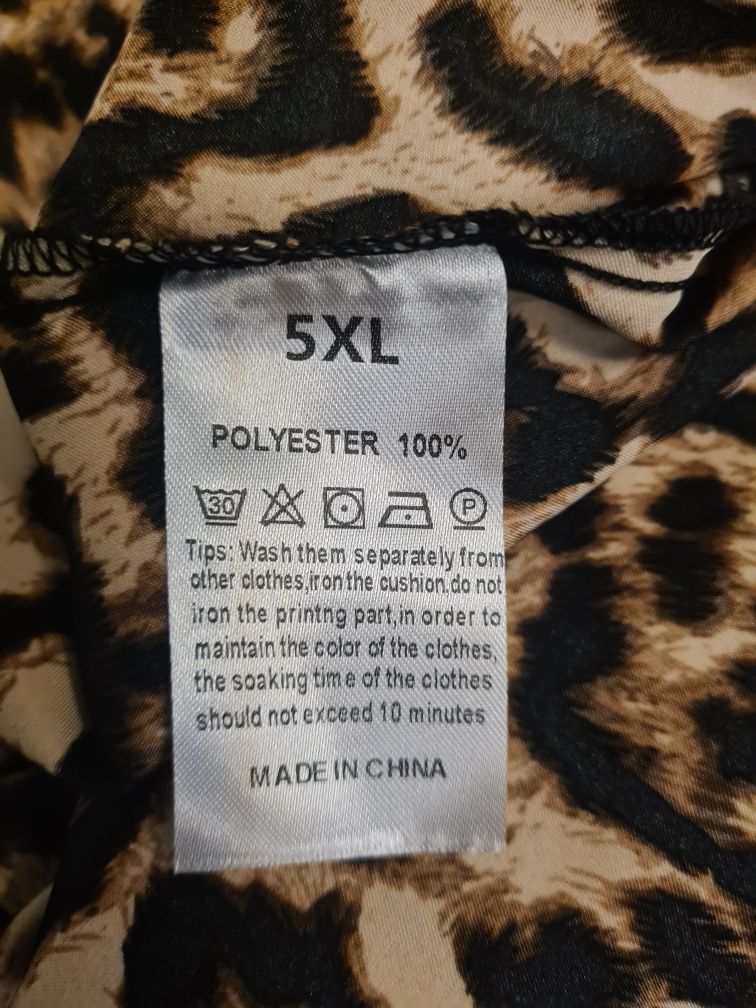 5XL
POLYESTER 100%
30 P
Tips: Wash them separately from
other clothes,iron the cushion.do not
iron the printng part,in order to
maintain the color of the clothes,
the soaking time of the clothes
should not exceed 10 minutes
MADE IN CHINA